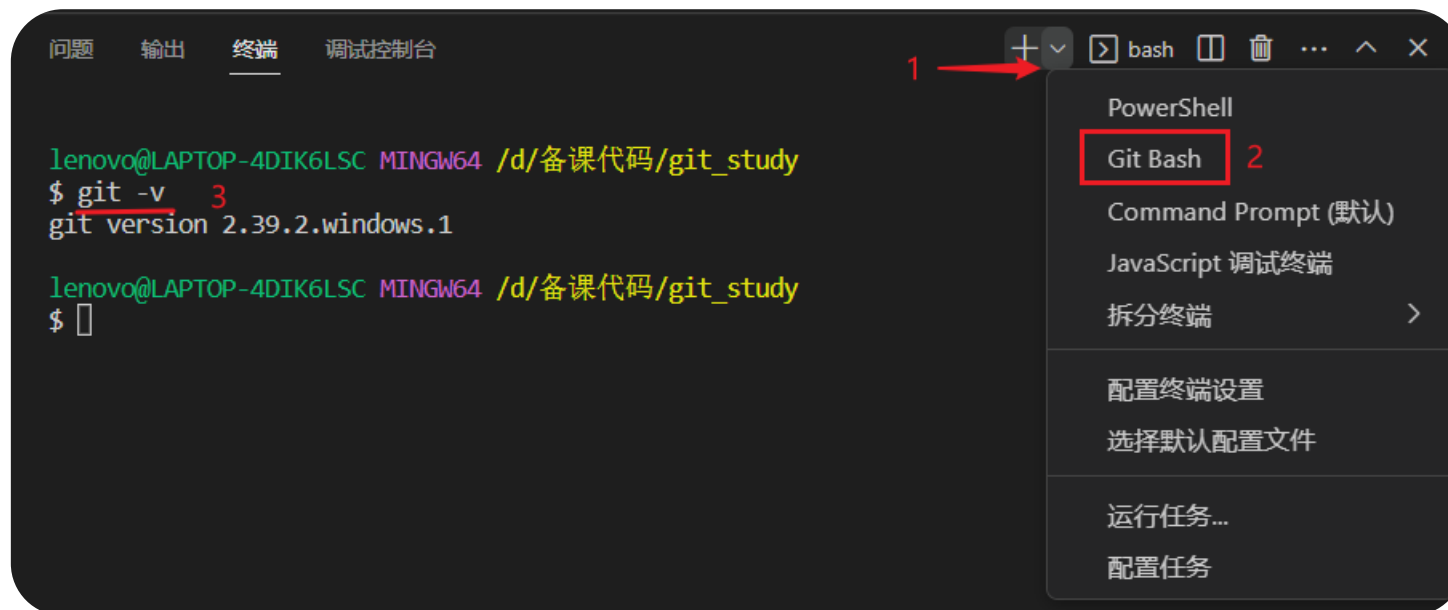 问题 输出 终端 调试控制台 bash
1
PowerShell
Git Bash 2
Command Prompt (默认)
JavaScript 调试终端
拆分终端
配置终端设置
选择默认配置文件
运行任务...
配置任务
lenovo@LAPTOP-4DIK6LSC MINGW64 /d/备课代码/git_study
$ git -v 3
git version 2.39.2.windows.1
lenovo@LAPTOP-4DIK6LSC MINGW64 /d/备课代码/git_study
$